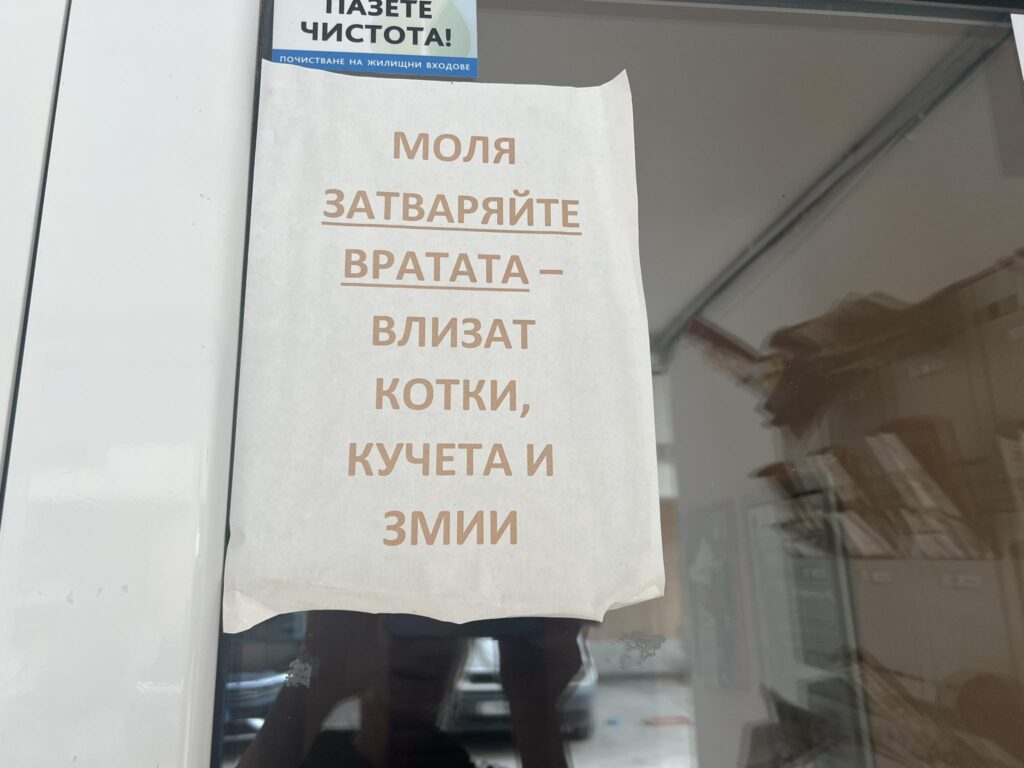 ПАЗЕТЕ
ЧИСТОТА!
ПОЧИСТВАНЕ НА ЖИЛИЩНИ ВХОДОВЕ
МОЛЯ
ЗАТВАРЯЙТЕ
ВРАТАТА –
ВЛИЗАТ
КОТКИ,
КУЧЕТА И
ЗМИИ